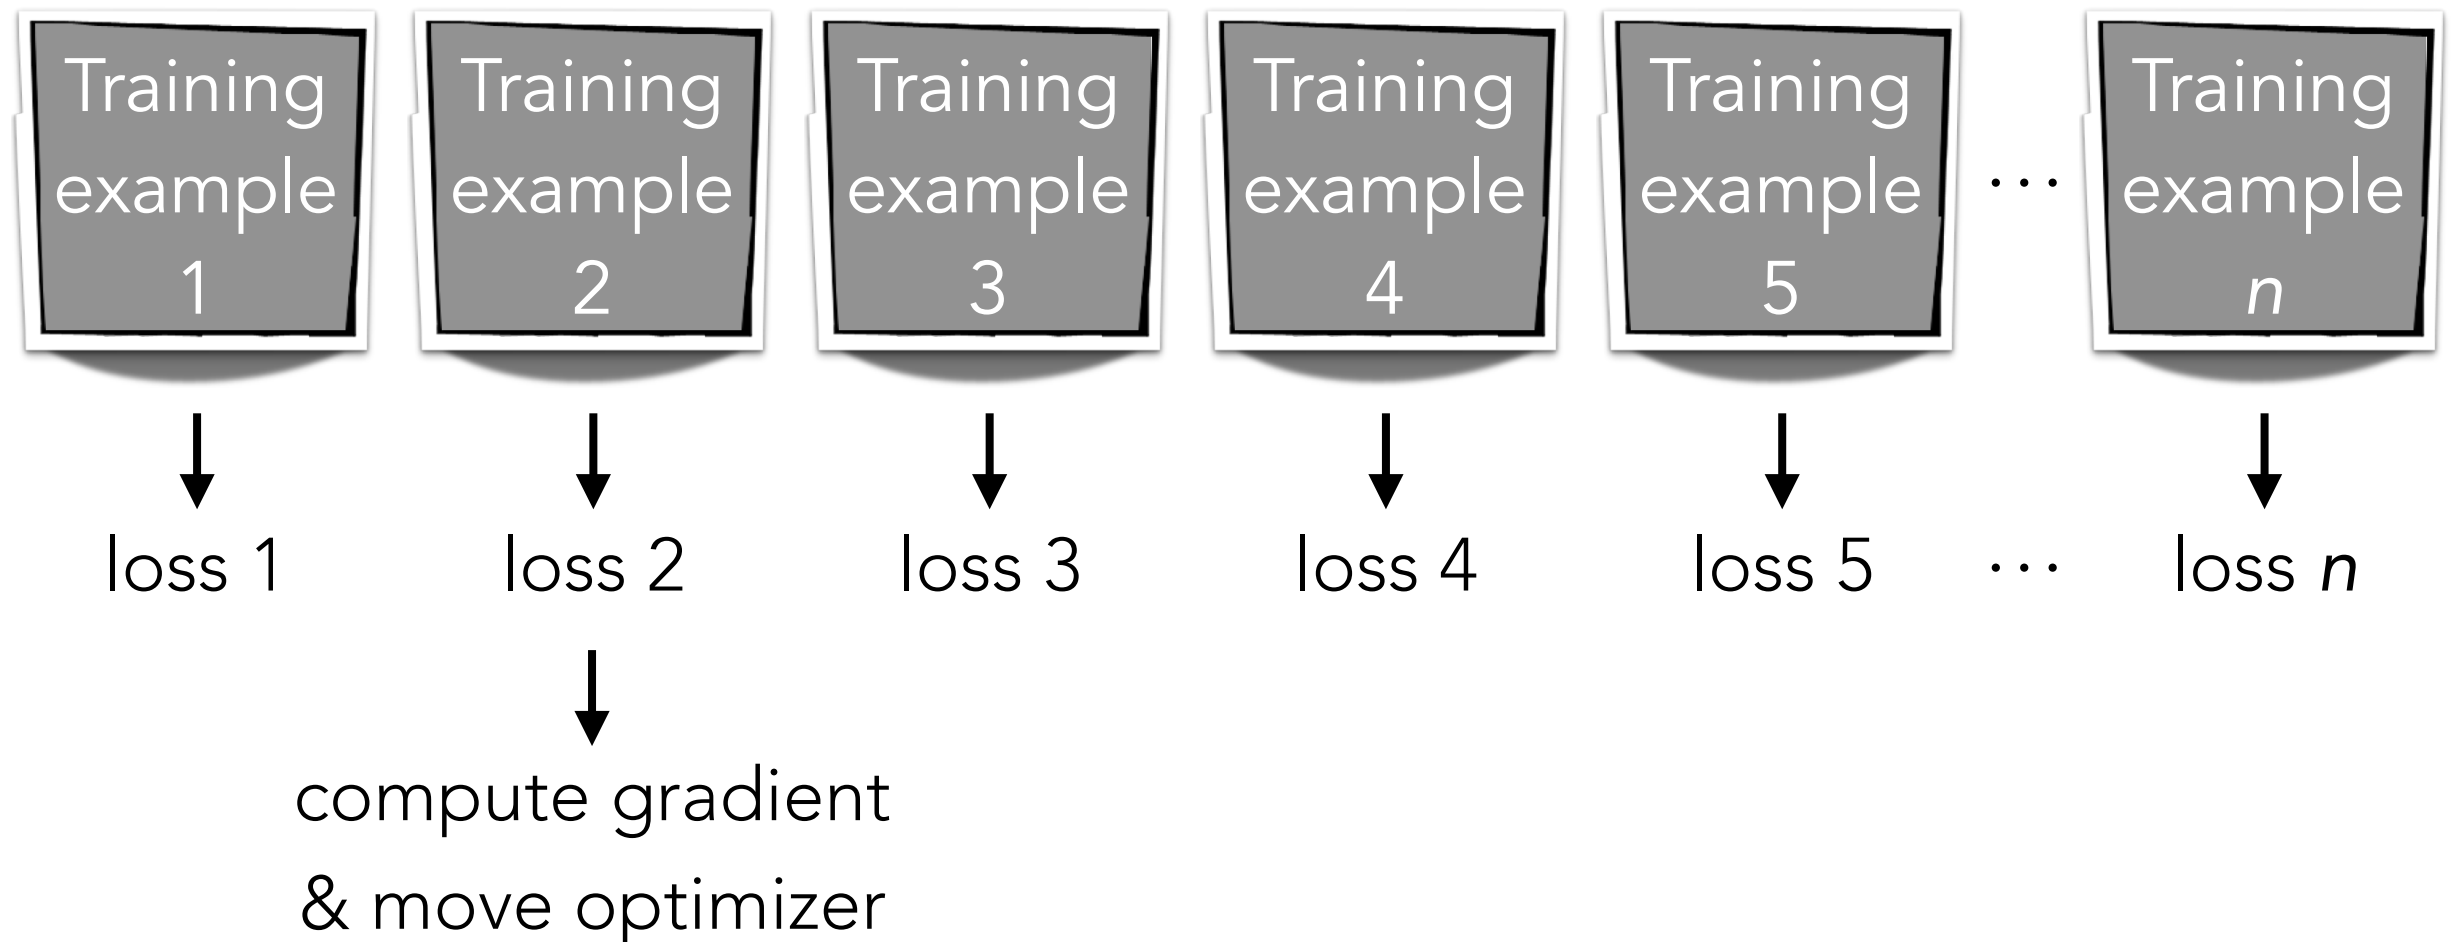 Training
example
1
Training
example
2
Training
example
3
Training
example
4
Training
example
5
...
Training
example
n
loss 1
loss 2
loss 3
loss 4
loss 5
...
loss n
compute gradient
& move optimizer